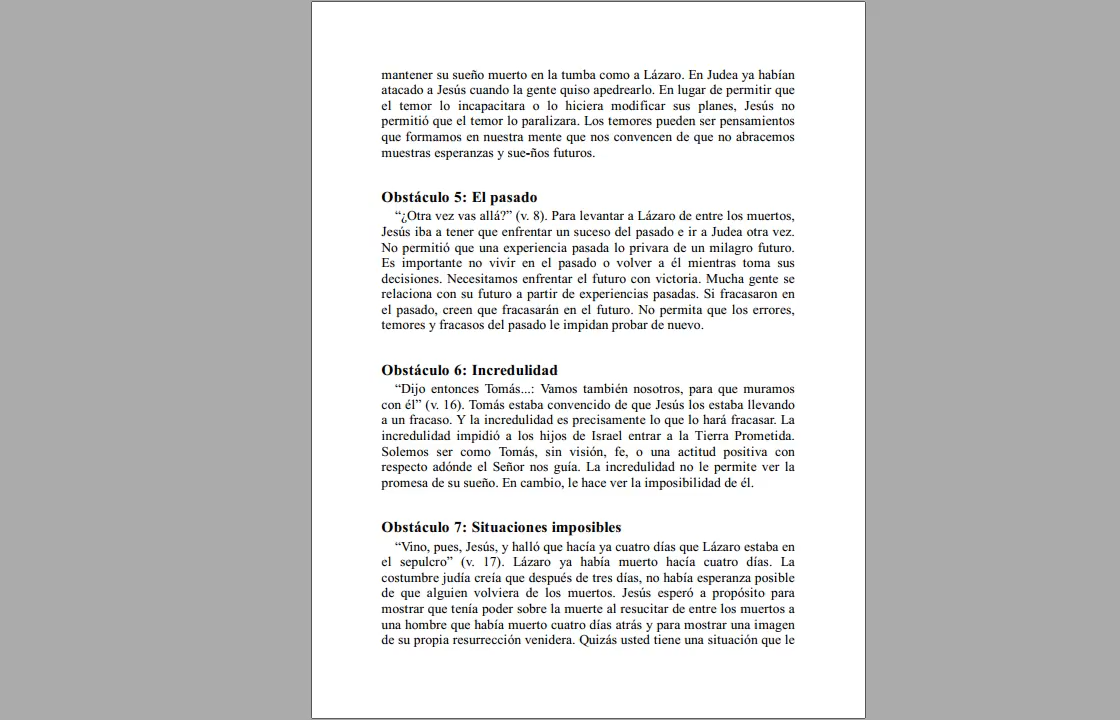 mantener su sueño muerto en la tumba como a Lázaro. En Judea ya habían
atacado a Jesús cuando la gente quiso apedrearlo. En lugar de permitir que
el temor lo incapacitara o lo hiciera modificar sus planes, Jesús no
permitió que el temor lo paralizara. Los temores pueden ser pensamientos
que formamos en nuestra mente que nos convencen de que no abracemos
muestras esperanzas y sue-ños futuros.
Obstáculo 5: El pasado
“¿Otra vez vas allá?” (v. 8). Para levantar a Lázaro de entre los muertos,
Jesús iba a tener que enfrentar un suceso del pasado e ir a Judea otra vez.
No permitió que una experiencia pasada lo privara de un milagro futuro.
Es importante no vivir en el pasado o volver a él mientras toma sus
decisiones. Necesitamos enfrentar el futuro con victoria. Mucha gente se
relaciona con su futuro a partir de experiencias pasadas. Si fracasaron en
el pasado, creen que fracasarán en el futuro. No permita que los errores,
temores y fracasos del pasado le impidan probar de nuevo.
Obstáculo 6: Incredulidad
“Dijo entonces Tomás...: Vamos también nosotros, para que muramos
con él” (v. 16). Tomás estaba convencido de que Jesús los estaba llevando
a un fracaso. Y la incredulidad es precisamente lo que lo hará fracasar. La
incredulidad impidió a los hijos de Israel entrar a la Tierra Prometida.
Solemos ser como Tomás, sin visión, fe, o una actitud positiva con
respecto adónde el Señor nos guía. La incredulidad no le permite ver la
promesa de su sueño. En cambio, le hace ver la imposibilidad de él.
Obstáculo 7: Situaciones imposibles
“Vino, pues, Jesús, y halló que hacía ya cuatro días que Lázaro estaba en
el sepulcro” (v. 17). Lázaro ya había muerto hacía cuatro días. La
costumbre judía creía que después de tres días, no había esperanza posible
de que alguien volviera de los muertos. Jesús esperó a propósito para
mostrar que tenía poder sobre la muerte al resucitar de entre los muertos a
una hombre que había muerto cuatro días atrás y para mostrar una imagen
de su propia resurrección venidera. Quizás usted tiene una situación que le